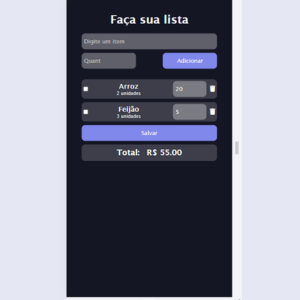 Faça sua lista
Digite um item
Quant
Adicionar
Arroz
2 unidades
20
Feijão
3 unidades
5
Salvar
Total: R$ 55.00